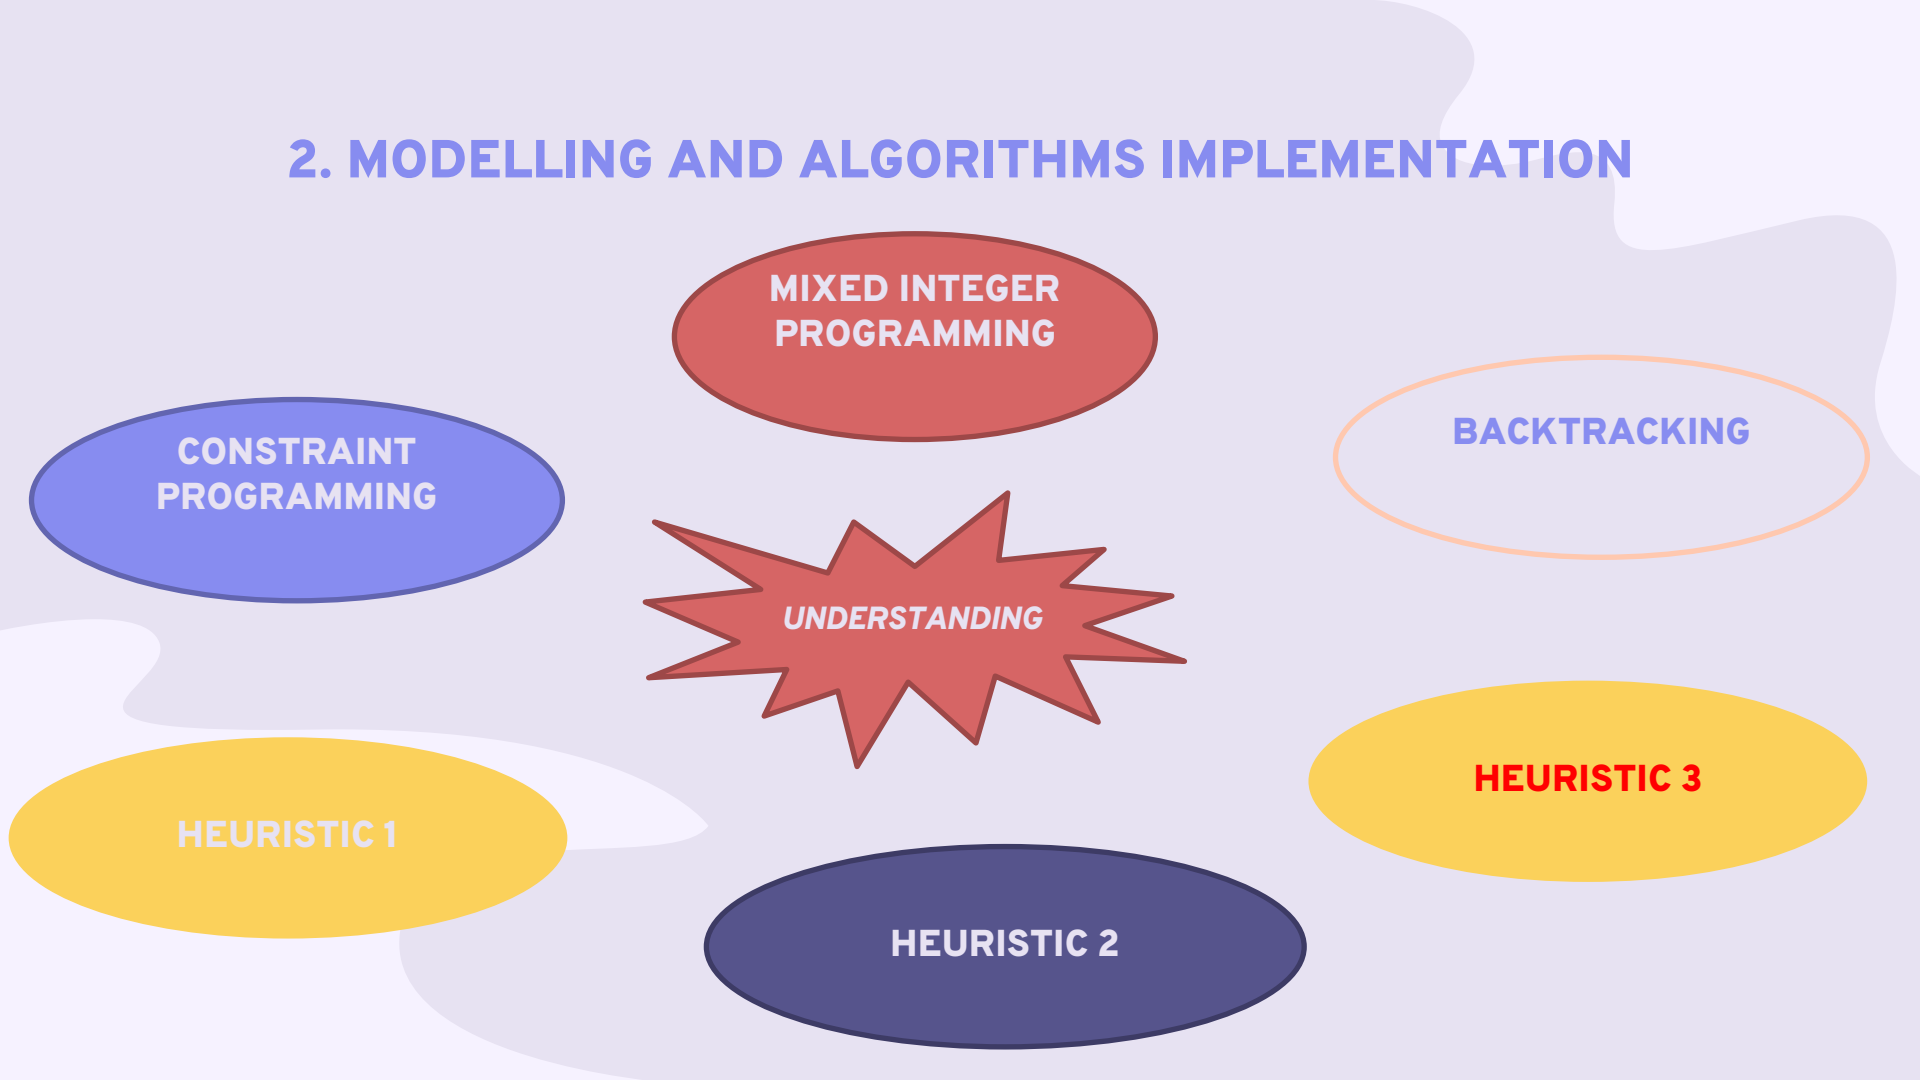 2. MODELLING AND ALGORITHMS IMPLEMENTATION
MIXED INTEGER
PROGRAMMING
BACKTRACKING
CONSTRAINT
PROGRAMMING
UNDERSTANDING
HEURISTIC 3
HEURISTIC 1
HEURISTIC 2